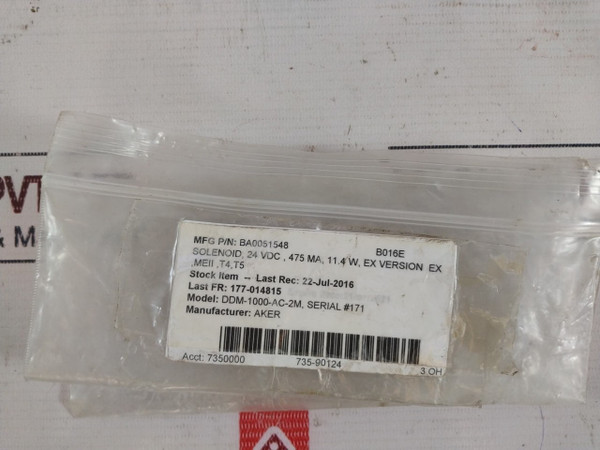 PVT
& M
MFG P/N: BA0051548 B016E
SOLENOID, 24 VDC , 475 MA, 11.4 W, EX VERSION EX
,MEII ,T4,T5
Stock Item -- Last Rec: 22-Jul-2016
Last FR: 177-014815
Model: DDM-1000-AC-2M, SERIAL #171
Manufacturer: AKER
Acct: 7350000 735-90124 3 OH